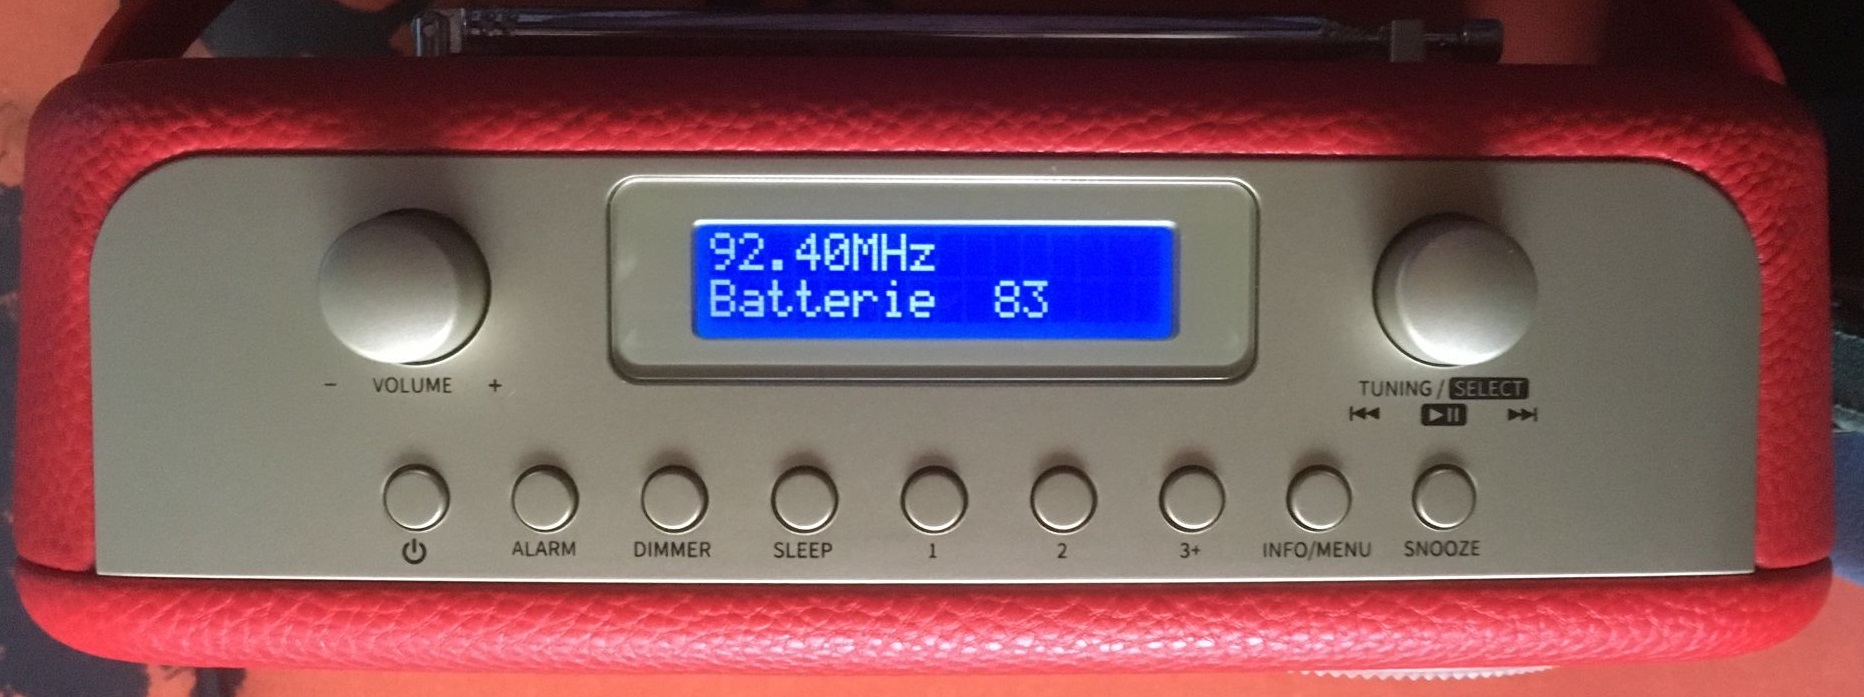 92.40MHz
Batterie 83
- VOLUME +
TUNING / SELECT
ALARM
DIMMER
SLEEP
1
2
3+
INFO/MENU
SNOOZE